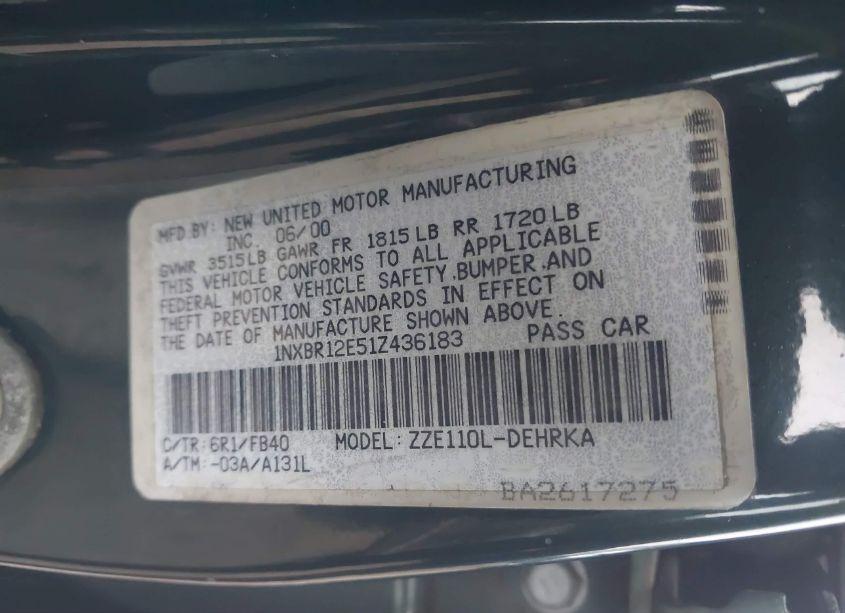 MFD.BY: NEW UNITED MOTOR MANUFACTURING
INC. 06/00
GVWR 3515LB GAWR FR 1815LB RR 1720LB
THIS VEHICLE CONFORMS TO ALL APPLICABLE
FEDERAL MOTOR VEHICLE SAFETY,BUMPER,AND
THEFT PREVENTION STANDARDS IN EFFECT ON
THE DATE OF MANUFACTURE SHOWN ABOVE.
1NXBR12E51Z436183 PASS CAR
C/TR: 6R1/FB40 MODEL: ZZE110L-DEHRKA
A/TM: -03A/A131L
BA2617275